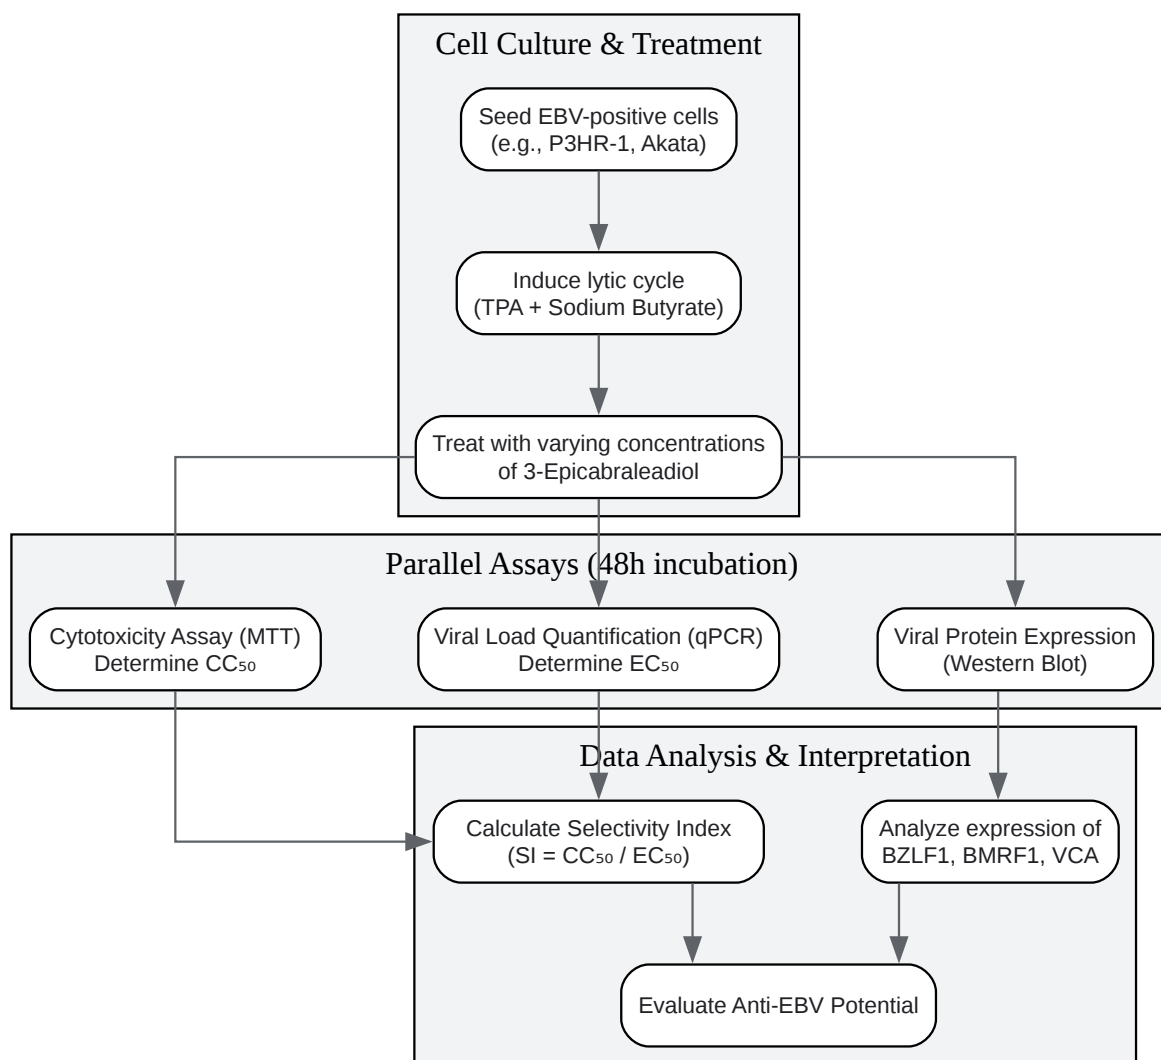 Cell Culture & Treatment
Seed EBV-positive cells
(e.g., P3HR-1, Akata)
Induce lytic cycle
(TPA + Sodium Butyrate)
Treat with varying concentrations
of 3-Epicabraleadiol
Parallel Assays (48h incubation)
Cytotoxicity Assay (MTT)
Determine CC₅₀
Viral Load Quantification (qPCR)
Determine EC₅₀
Viral Protein Expression
(Western Blot)
Data Analysis & Interpretation
Calculate Selectivity Index
(SI = CC₅₀ / EC₅₀)
Analyze expression of
BZLF1, BMRF1, VCA
Evaluate Anti-EBV Potential